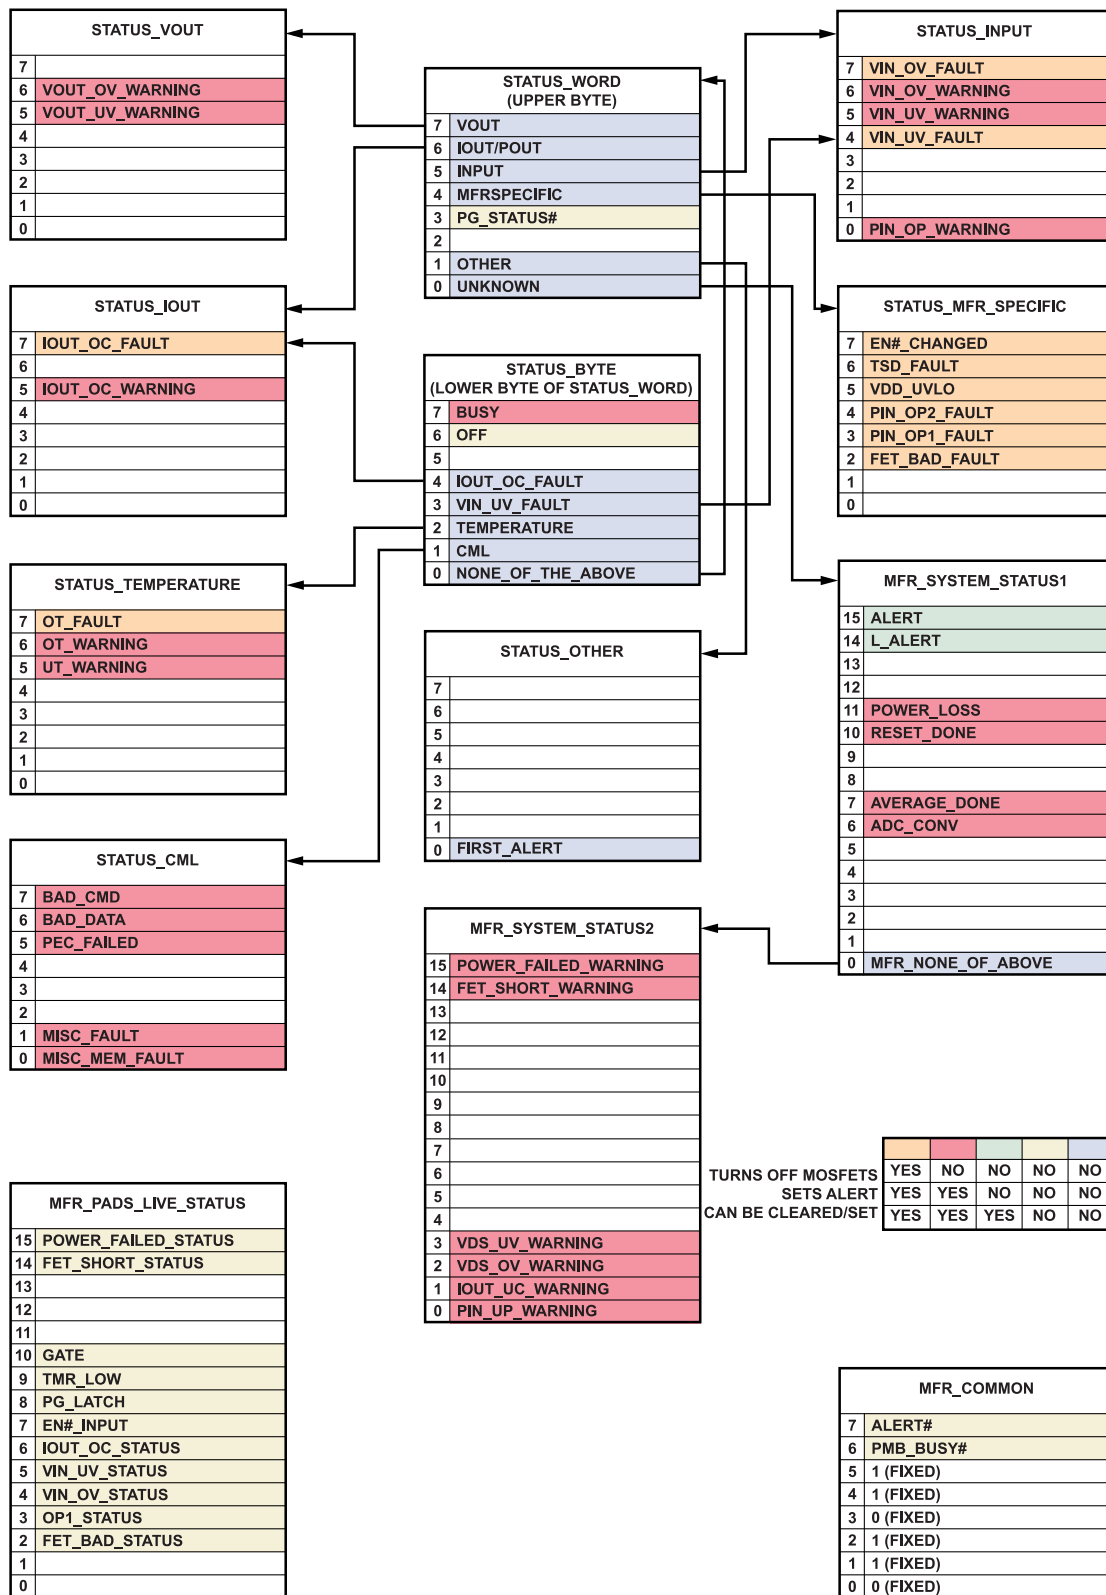 STATUS_VOUT
7
6 VOUT_OV_WARNING
5 VOUT_UV_WARNING
4
3
2
1
0
STATUS_IOUT
7 IOUT_OC_FAULT
6
5 IOUT_OC_WARNING
4
3
2
1
0
STATUS_TEMPERATURE
7 OT_FAULT
6 OT_WARNING
5 UT_WARNING
4
3
2
1
0
STATUS_CML
7 BAD_CMD
6 BAD_DATA
5 PEC_FAILED
4
3
2
1 MISC_FAULT
0 MISC_MEM_FAULT
MFR_PADS_LIVE_STATUS
15 POWER_FAILED_STATUS
14 FET_SHORT_STATUS
13
12
11
10 GATE
9 TMR_LOW
8 PG_LATCH
7 EN#_INPUT
6 IOUT_OC_STATUS
5 VIN_UV_STATUS
4 VIN_OV_STATUS
3 OP1_STATUS
2 FET_BAD_STATUS
1
0
STATUS_WORD
(UPPER BYTE)
7 VOUT
6 IOUT/POUT
5 INPUT
4 MFRSPECIFIC
3 PG_STATUS#
2
1 OTHER
0 UNKNOWN
STATUS_BYTE
(LOWER BYTE OF STATUS_WORD)
7 BUSY
6 OFF
5
4 IOUT_OC_FAULT
3 VIN_UV_FAULT
2 TEMPERATURE
1 CML
0 NONE_OF_THE_ABOVE
STATUS_OTHER
7
6
5
4
3
2
1
0 FIRST_ALERT
MFR_SYSTEM_STATUS2
15 POWER_FAILED_WARNING
14 FET_SHORT_WARNING
13
12
11
10
9
8
7
6
5
4
3 VDS_UV_WARNING
2 VDS_OV_WARNING
1 IOUT_UC_WARNING
0 PIN_UP_WARNING
STATUS_INPUT
7 VIN_OV_FAULT
6 VIN_OV_WARNING
5 VIN_UV_WARNING
4 VIN_UV_FAULT
3
2
1
0 PIN_OP_WARNING
STATUS_MFR_SPECIFIC
7 EN#_CHANGED
6 TSD_FAULT
5 VDD_UVLO
4 PIN_OP2_FAULT
3 PIN_OP1_FAULT
2 FET_BAD_FAULT
1
0
MFR_SYSTEM_STATUS1
15 ALERT
14 L_ALERT
13
12
11 POWER_LOSS
10 RESET_DONE
9
8
7 AVERAGE_DONE
6 ADC_CONV
5
4
3
2
1
0 MFR_NONE_OF_ABOVE
TURNS OFF MOSFETS YES NO NO NO NO
SETS ALERT YES YES NO NO NO
CAN BE CLEARED/SET YES YES YES NO NO
MFR_COMMON
7 ALERT#
6 PMB_BUSY#
5 1 (FIXED)
4 1 (FIXED)
3 0 (FIXED)
2 1 (FIXED)
1 1 (FIXED)
0 0 (FIXED)